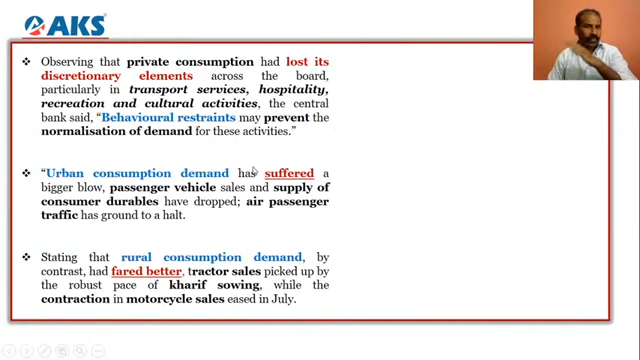 AKS
❖ Observing that private consumption had lost its
discretionary elements across the board,
particularly in transport services, hospitality,
recreation and cultural activities, the central
bank said, “Behavioural restraints may prevent the
normalisation of demand for these activities.”
❖ “Urban consumption demand has suffered a
bigger blow, passenger vehicle sales and supply of
consumer durables have dropped; air passenger
traffic has ground to a halt.
❖ Stating that rural consumption demand, by
contrast, had fared better, tractor sales picked up by
the robust pace of kharif sowing, while the
contraction in motorcycle sales eased in July.